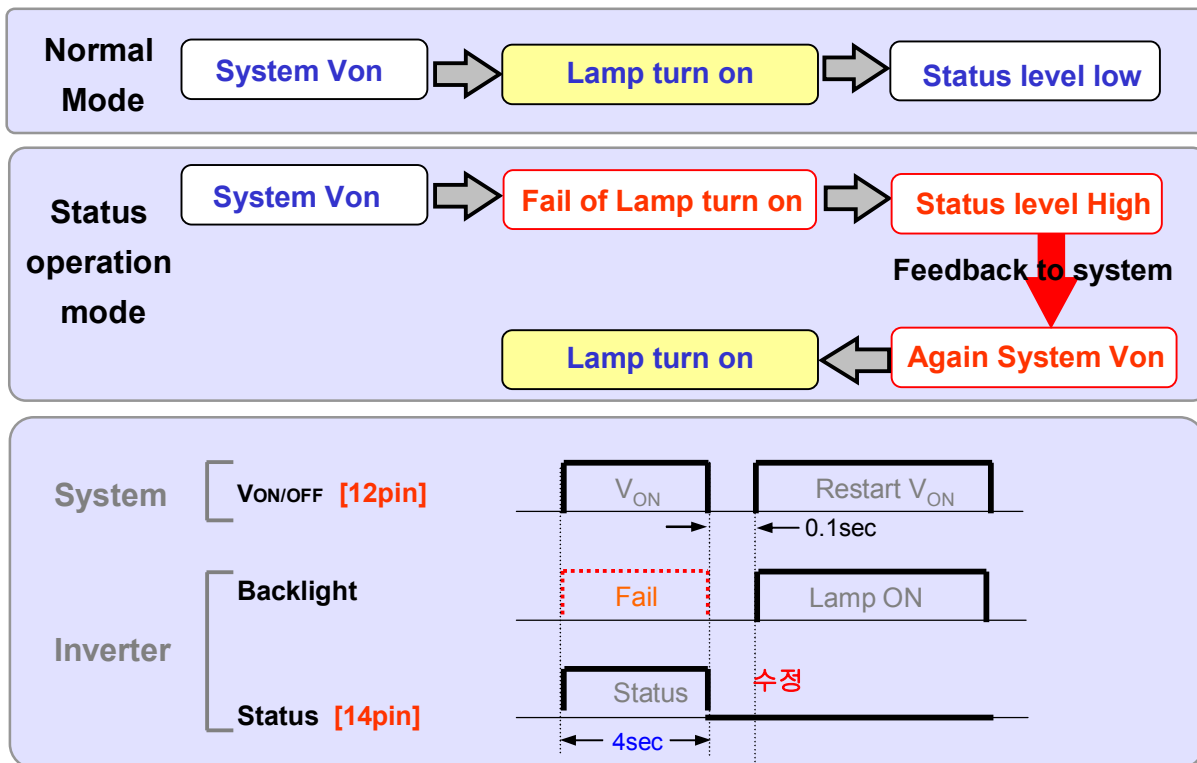 Normal
Mode
System Von
Lamp turn on
Status level low
Status
operation
mode
System Von
Fail of Lamp turn on
Status level High
Feedback to system
Lamp turn on
Again System Von
System
VON/OFF [12pin]
VON
Restart VON
0.1sec
Inverter
Backlight
Fail
Lamp ON
Status [14pin]
Status
수정
4sec